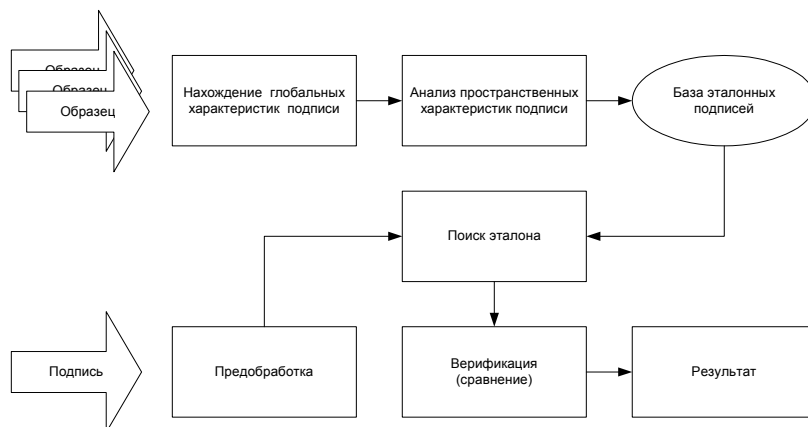 Образец
Образец
Образец
Нахождение глобальных
характеристик подписи
Анализ пространственных
характеристик подписи
База эталонных
подписей
Поиск эталона
Подпись
Предобработка
Верификация
(сравнение)
Результат